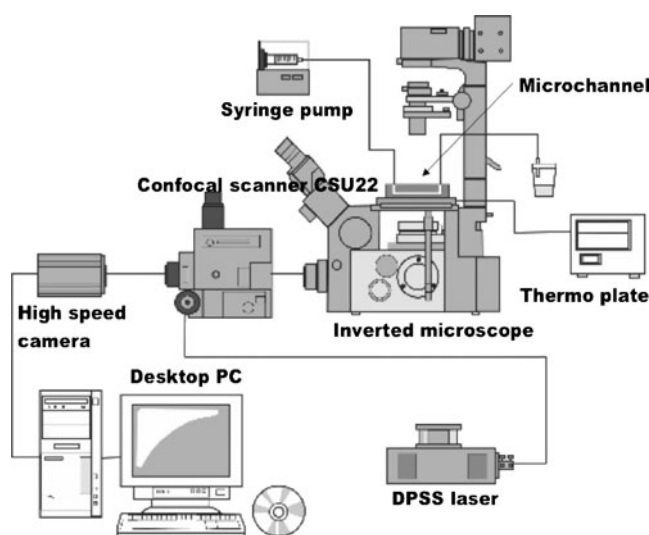 Syringe pump
Microchannel
Confocal scanner CSU22
Thermo plate
High speed
camera
Inverted microscope
Desktop PC
DPSS laser